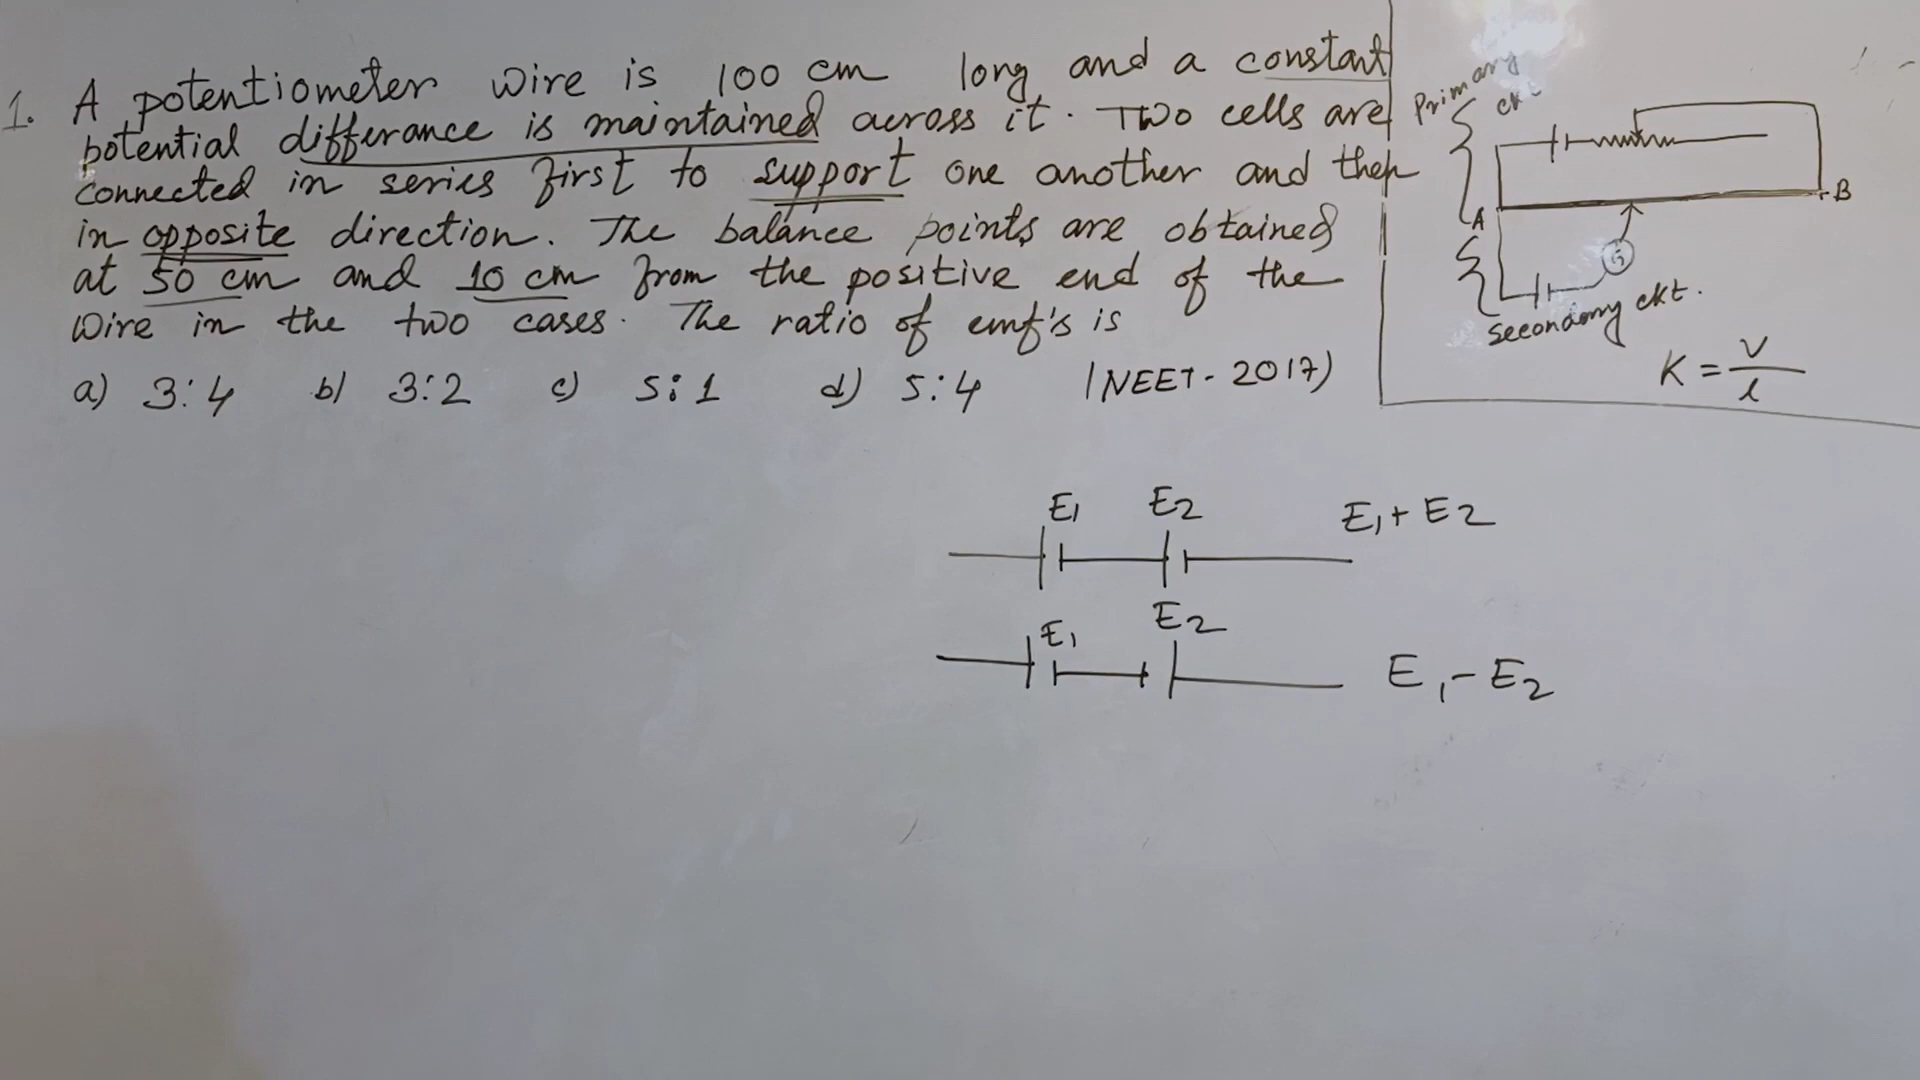 1. A potentiometer wire is 100 cm long and a constant
potential differance is maintained across it. Two cells are
connected in series first to support one another and then
in opposite direction. The balance points are obtained
at 50 cm and 10 cm from the positive end of the
wire in the two cases. The ratio of emf's is
a) 3:4 b) 3:2 c) 5:1 d) 5:4 (NEET-2017)
Primary
ckt
A
B
G
Secondary ckt.
K = V/l
E1 E2 E1+E2
E1 E2 E1-E2